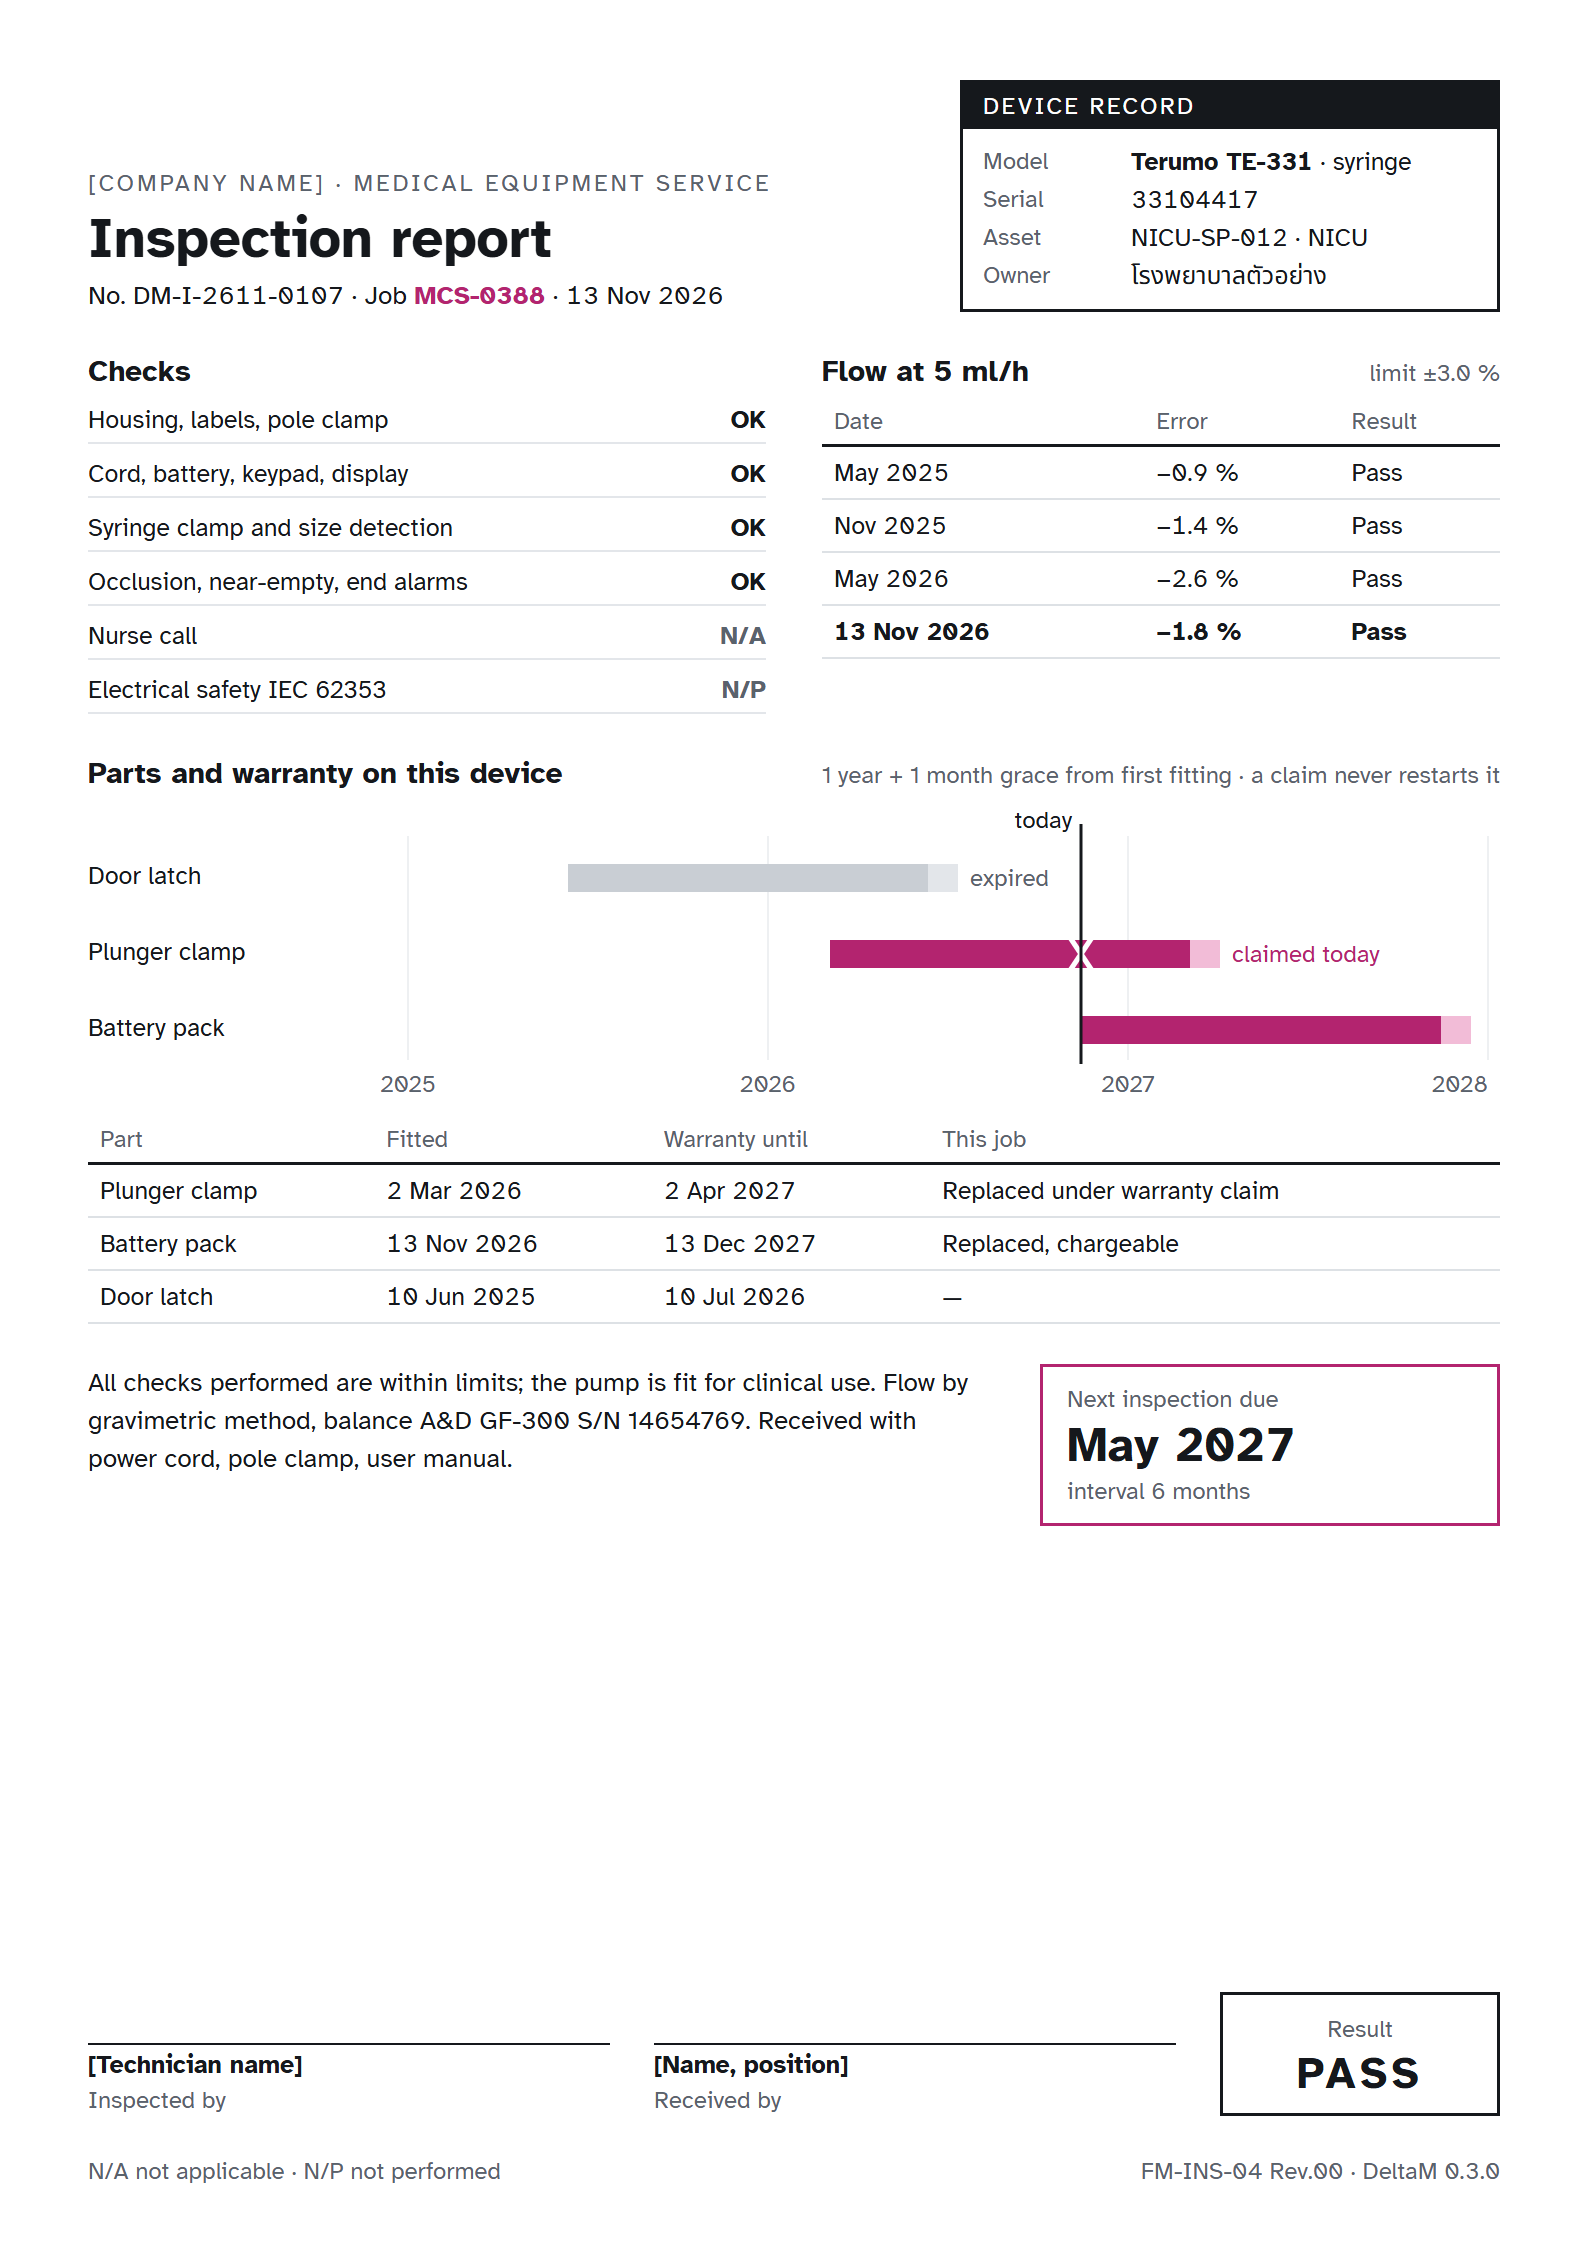 DEVICE RECORD
Model Terumo TE-331 · syringe
Serial 33104417
Asset NICU-SP-012 · NICU
Owner โรงพยาบาลตัวอย่าง
[COMPANY NAME] · MEDICAL EQUIPMENT SERVICE
Inspection report
No. DM-I-2611-0107 · Job MCS-0388 · 13 Nov 2026
Checks
Housing, labels, pole clamp OK
Cord, battery, keypad, display OK
Syringe clamp and size detection OK
Occlusion, near-empty, end alarms OK
Nurse call N/A
Electrical safety IEC 62353 N/P
Flow at 5 ml/h limit ±3.0 %
Date Error Result
May 2025 −0.9 % Pass
Nov 2025 −1.4 % Pass
May 2026 −2.6 % Pass
13 Nov 2026 −1.8 % Pass
Parts and warranty on this device 1 year + 1 month grace from first fitting · a claim never restarts it
today
Door latch expired
Plunger clamp claimed today
Battery pack
2025 2026 2027 2028
Part Fitted Warranty until This job
Plunger clamp 2 Mar 2026 2 Apr 2027 Replaced under warranty claim
Battery pack 13 Nov 2026 13 Dec 2027 Replaced, chargeable
Door latch 10 Jun 2025 10 Jul 2026 —
All checks performed are within limits; the pump is fit for clinical use. Flow by
gravimetric method, balance A&D GF-300 S/N 14654769. Received with
power cord, pole clamp, user manual.
Next inspection due
May 2027
interval 6 months
[Technician name]
Inspected by
[Name, position]
Received by
Result
PASS
N/A not applicable · N/P not performed FM-INS-04 Rev.00 · DeltaM 0.3.0